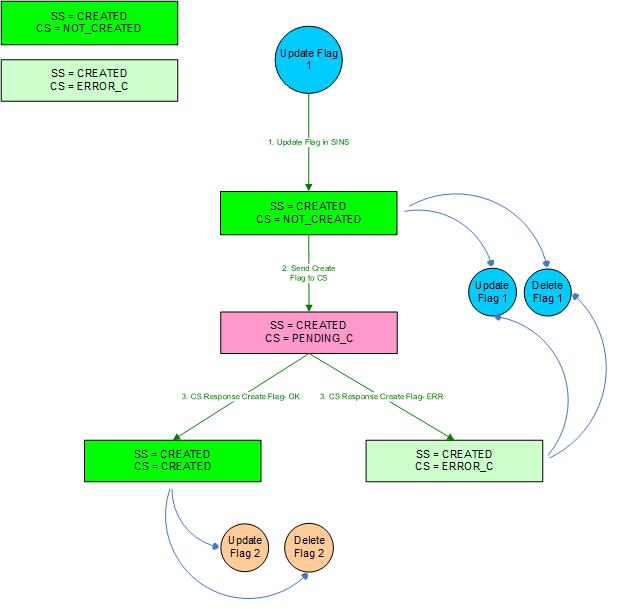 SS = CREATED
CS = NOT_CREATED
SS = CREATED
CS = ERROR_C
Update Flag
1
1. Update Flag in SINS
SS = CREATED
CS = NOT_CREATED
2. Send Create
Flag to CS
Update
Flag 1
Delete
Flag 1
SS = CREATED
CS = PENDING_C
3. CS Response Create Flag- OK
3. CS Response Create Flag- ERR
SS = CREATED
CS = CREATED
SS = CREATED
CS = ERROR_C
Update
Flag 2
Delete
Flag 2